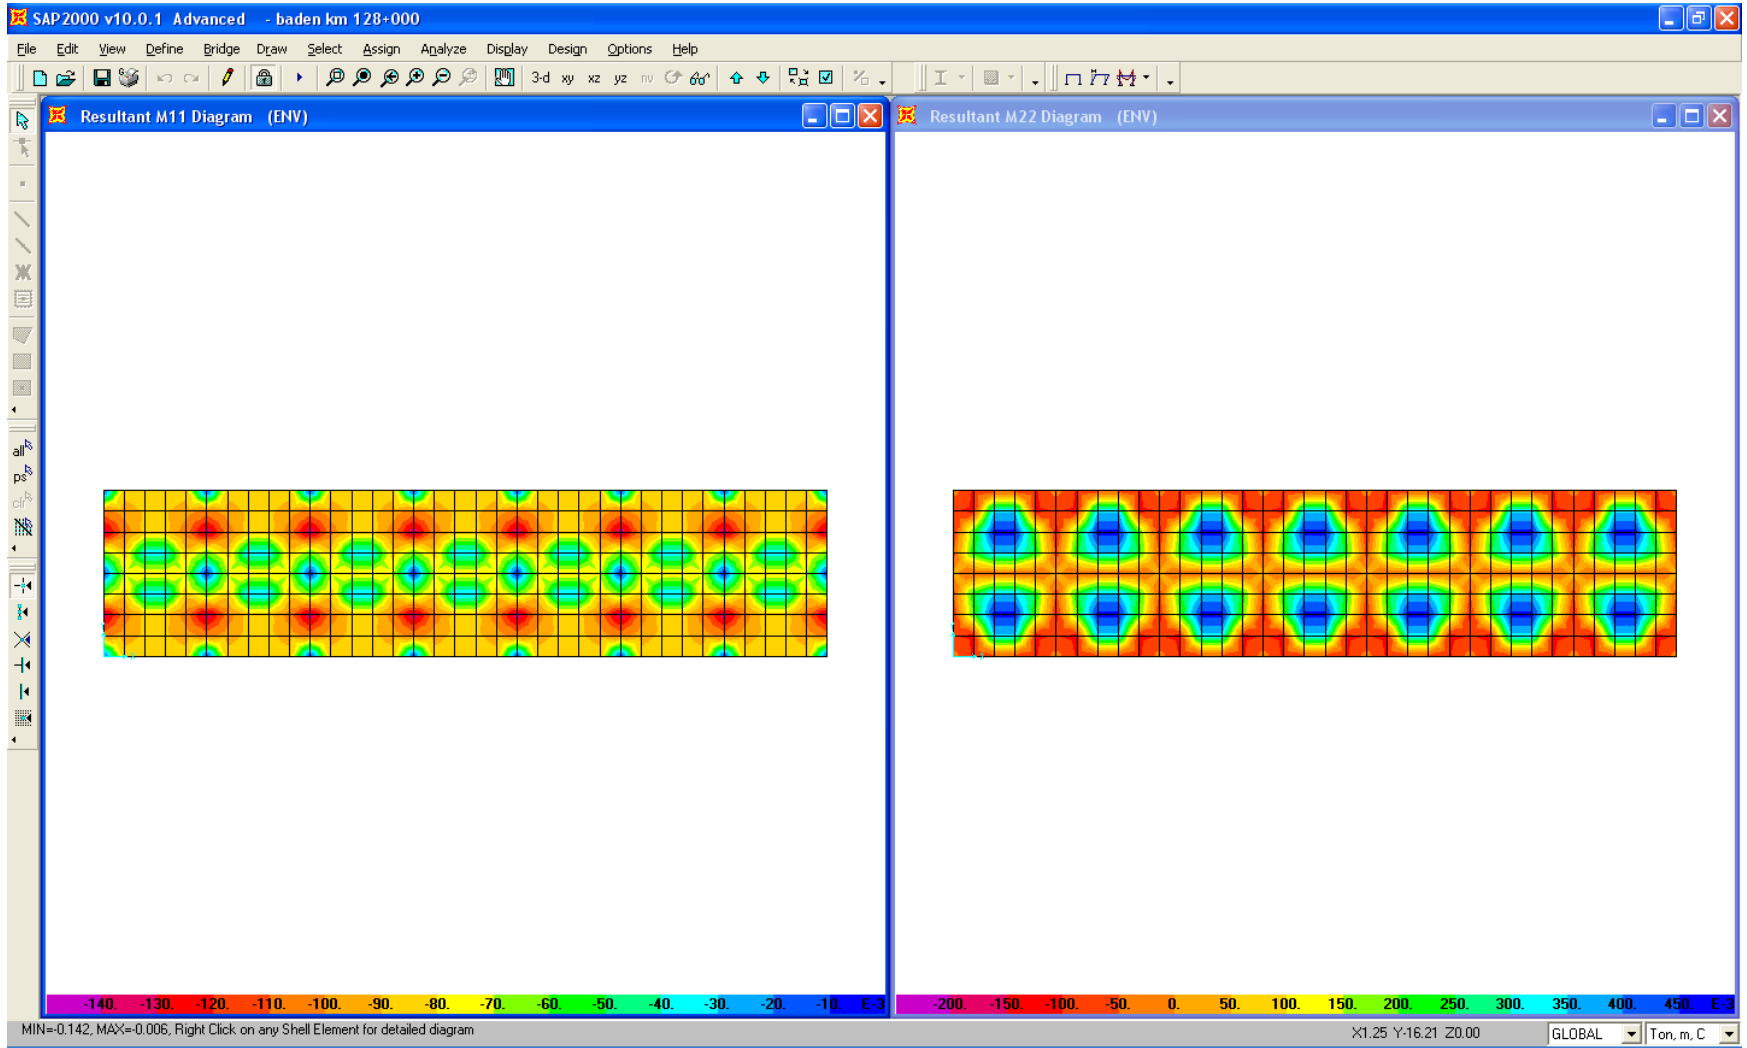 SAP2000 v10.0.1 Advanced - baden km 128+000
File Edit View Define Bridge Draw Select Assign Analyze Display Design Options Help
3-d xy xz yz nv
Resultant M11 Diagram (ENV)
Resultant M22 Diagram (ENV)
all
ps
clr
-140. -130. -120. -110. -100. -90. -80. -70. -60. -50. -40. -30. -20. -10. E-3
-200. -150. -100. -50. 0. 50. 100. 150. 200. 250. 300. 350. 400. 450. E-3
MIN=-0.142, MAX=-0.006, Right Click on any Shell Element for detailed diagram
X1.25 Y-16.21 Z0.00
GLOBAL
Ton, m, C